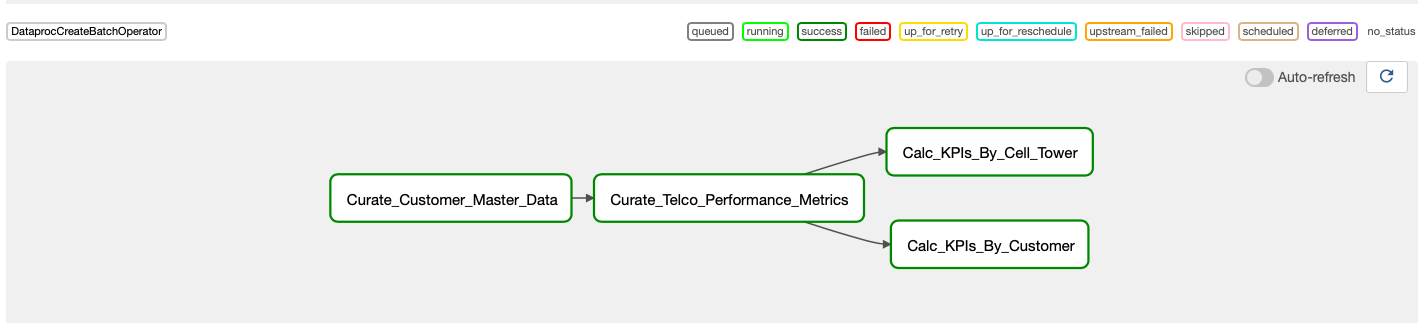 DataprocCreateBatchOperator
queued running success failed up_for_retry up_for_reschedule upstream_failed skipped scheduled deferred no_status
Auto-refresh
Calc_KPIs_By_Cell_Tower
Curate_Customer_Master_Data
Curate_Telco_Performance_Metrics
Calc_KPIs_By_Customer